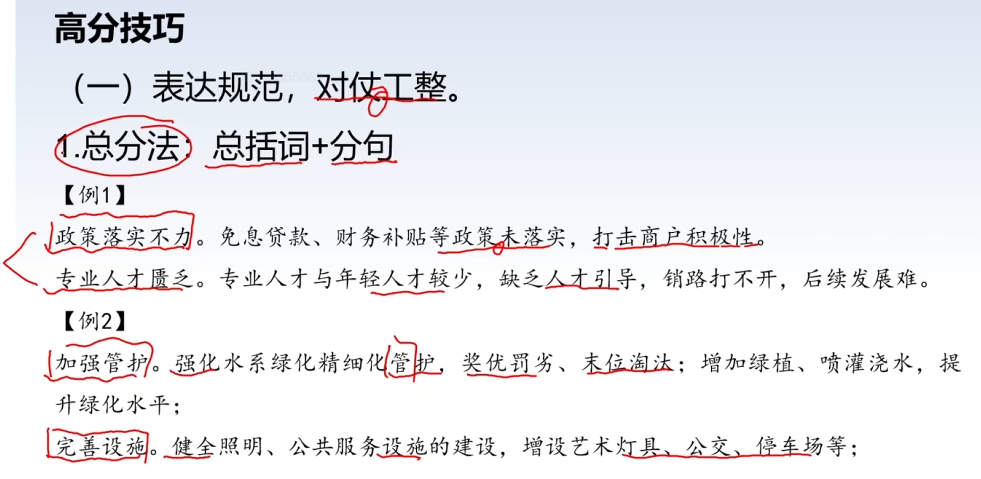 高分技巧
（一）表达规范，对仗工整。
1.总分法：总括词+分句
【例1】
政策落实不力。免息贷款、财务补贴等政策未落实，打击商户积极性。
专业人才匮乏。专业人才与年轻人才较少，缺乏人才引导，销路打不开，后续发展难。
【例2】
加强管护。强化水系绿化精细化管护，奖优罚劣、末位淘汰；增加绿植、喷灌浇水，提
升绿化水平；
完善设施。健全照明、公共服务设施的建设，增设艺术灯具、公交、停车场等；